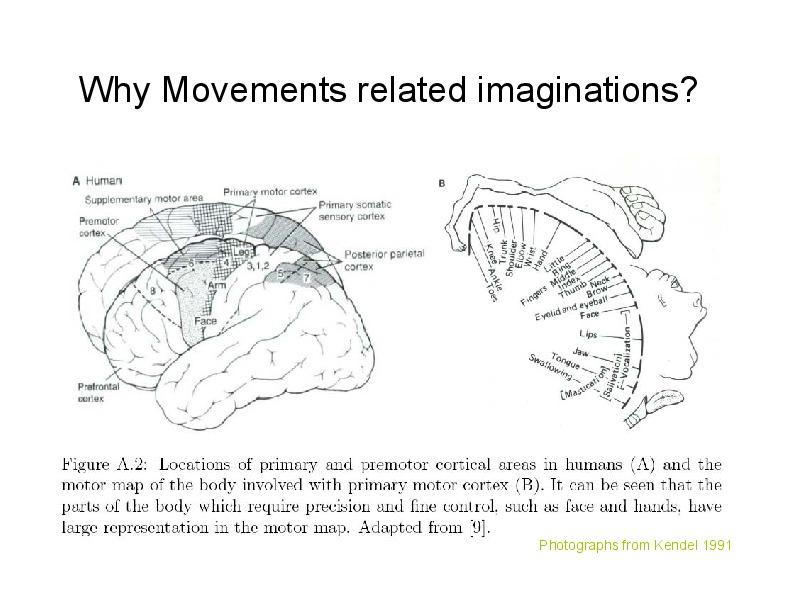 Why Movements related imaginations?
A Human
Supplementary motor area
Primary motor cortex
Primary somatic
sensory cortex
Premotor
cortex
Posterior parietal
cortex
Leg
6
4
3,1,2
5
7
8
Arm
Face
Prefrontal
cortex
B
Toes
Ankle
Knee
Hip
Trunk
Shoulder
Elbow
Wrist
Hand
Little
Ring
Middle
Index
Thumb
Fingers
Neck
Brow
Eyelid and eyeball
Face
Lips
Jaw
Tongue
Swallowing
[Mastication]
[Salivation]
[Vocalization]
Figure A.2: Locations of primary and premotor cortical areas in humans (A) and the
motor map of the body involved with primary motor cortex (B). It can be seen that the
parts of the body which require precision and fine control, such as face and hands, have
large representation in the motor map. Adapted from [9].
Photographs from Kendel 1991